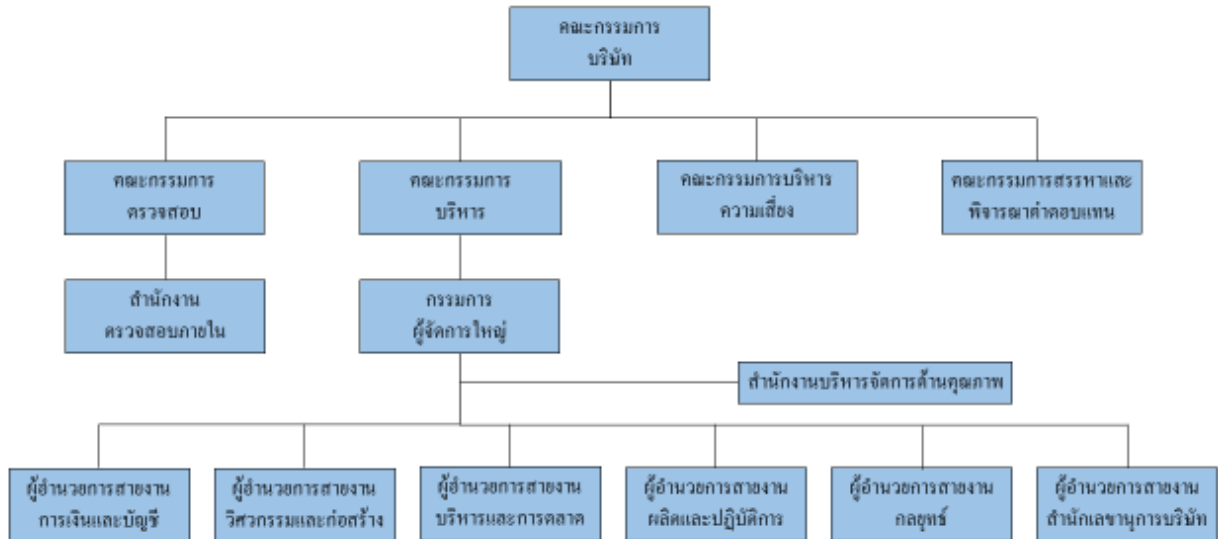 คณะกรรมการ
บริษัท
คณะกรรมการ
ตรวจสอบ
คณะกรรมการ
บริหาร
คณะกรรมการบริหาร
ความเสี่ยง
คณะกรรมการสรรหาและ
พิจารณาค่าตอบแทน
สำนักงาน
ตรวจสอบภายใน
กรรมการ
ผู้จัดการใหญ่
สำนักงานบริหารจัดการด้านคุณภาพ
ผู้อำนวยการสายงาน
การเงินและบัญชี
ผู้อำนวยการสายงาน
วิศวกรรมและก่อสร้าง
ผู้อำนวยการสายงาน
บริหารและการตลาด
ผู้อำนวยการสายงาน
ผลิตและปฏิบัติการ
ผู้อำนวยการสายงาน
กลยุทธ์
ผู้อำนวยการสายงาน
สำนักเลขานุการบริษัท